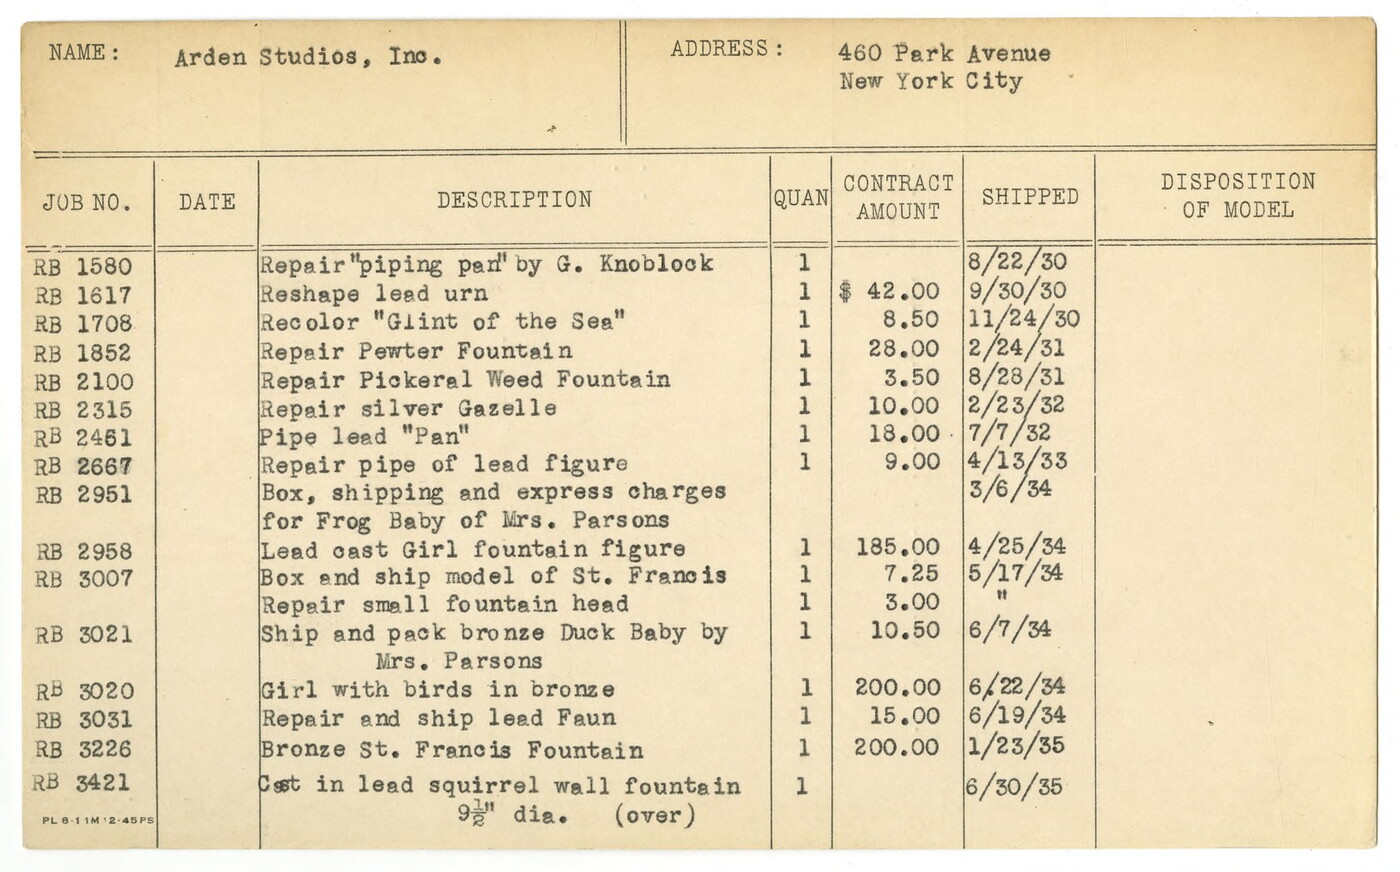 NAME: Arden Studios, Inc. ADDRESS: 460 Park Avenue
New York City
JOB NO. DATE DESCRIPTION QUAN CONTRACT AMOUNT SHIPPED DISPOSITION OF MODEL
RB 1580 Repair "piping pan" by G. Knoblock 1 8/22/30
RB 1617 Reshape lead urn 1 $ 42.00 9/30/30
RB 1708 Recolor "Glint of the Sea" 1 8.50 11/24/30
RB 1852 Repair Pewter Fountain 1 28.00 2/24/31
RB 2100 Repair Pickeral Weed Fountain 1 3.50 8/28/31
RB 2315 Repair silver Gazelle 1 10.00 2/23/32
RB 2461 Pipe lead "Pan" 1 18.00 7/7/32
RB 2667 Repair pipe of lead figure 1 9.00 4/13/33
RB 2951 Box, shipping and express charges 3/6/34
for Frog Baby of Mrs. Parsons
RB 2958 Lead cast Girl fountain figure 1 185.00 4/25/34
RB 3007 Box and ship model of St. Francis 1 7.25 5/17/34
Repair small fountain head 1 3.00 "
RB 3021 Ship and pack bronze Duck Baby by 1 10.50 6/7/34
Mrs. Parsons
RB 3020 Girl with birds in bronze 1 200.00 6/22/34
RB 3031 Repair and ship lead Faun 1 15.00 6/19/34
RB 3226 Bronze St. Francis Fountain 1 200.00 1/23/35
RB 3421 Cast in lead squirrel wall fountain 1 6/30/35
9½" dia. (over)
PL 8-1 1M 12-45 PS